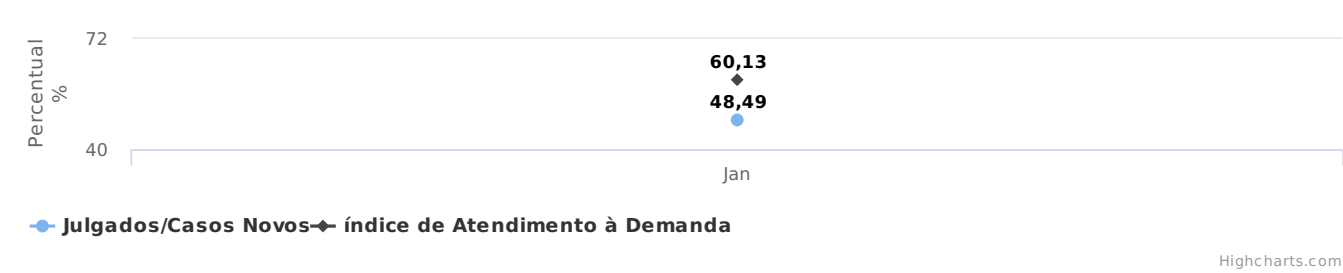 Percentual
%
72
60,13
48,49
40
Jan
Julgados/Casos Novos índice de Atendimento à Demanda
Highcharts.com